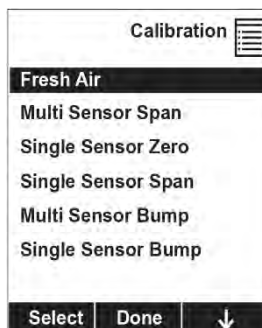 Calibration
Fresh Air
Multi Sensor Span
Single Sensor Zero
Single Sensor Span
Multi Sensor Bump
Single Sensor Bump
Select Done ↓